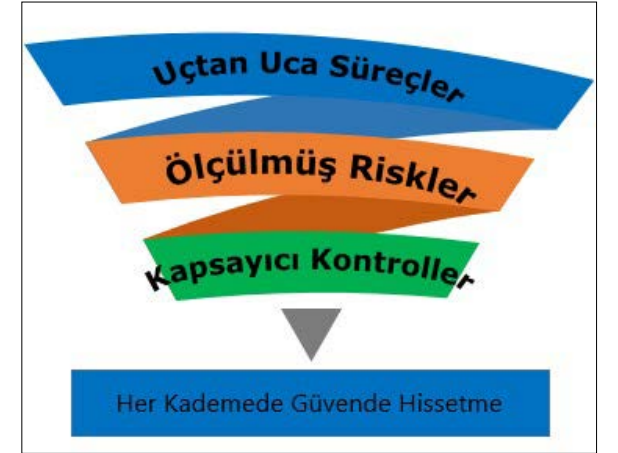 Uçtan Uca Süreçler
Ölçülmüş Riskler
Kapsayıcı Kontroller
Her Kademede Güvende Hissetme